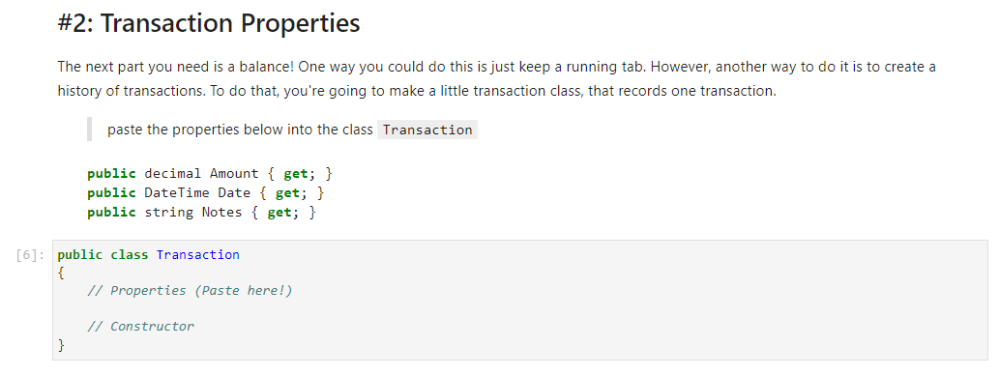 #2: Transaction Properties
The next part you need is a balance! One way you could do this is just keep a running tab. However, another way to do it is to create a
history of transactions. To do that, you're going to make a little transaction class, that records one transaction.
paste the properties below into the class Transaction
public decimal Amount { get; }
public DateTime Date { get; }
public string Notes { get; }
[6]: public class Transaction
{
// Properties (Paste here!)
// Constructor
}